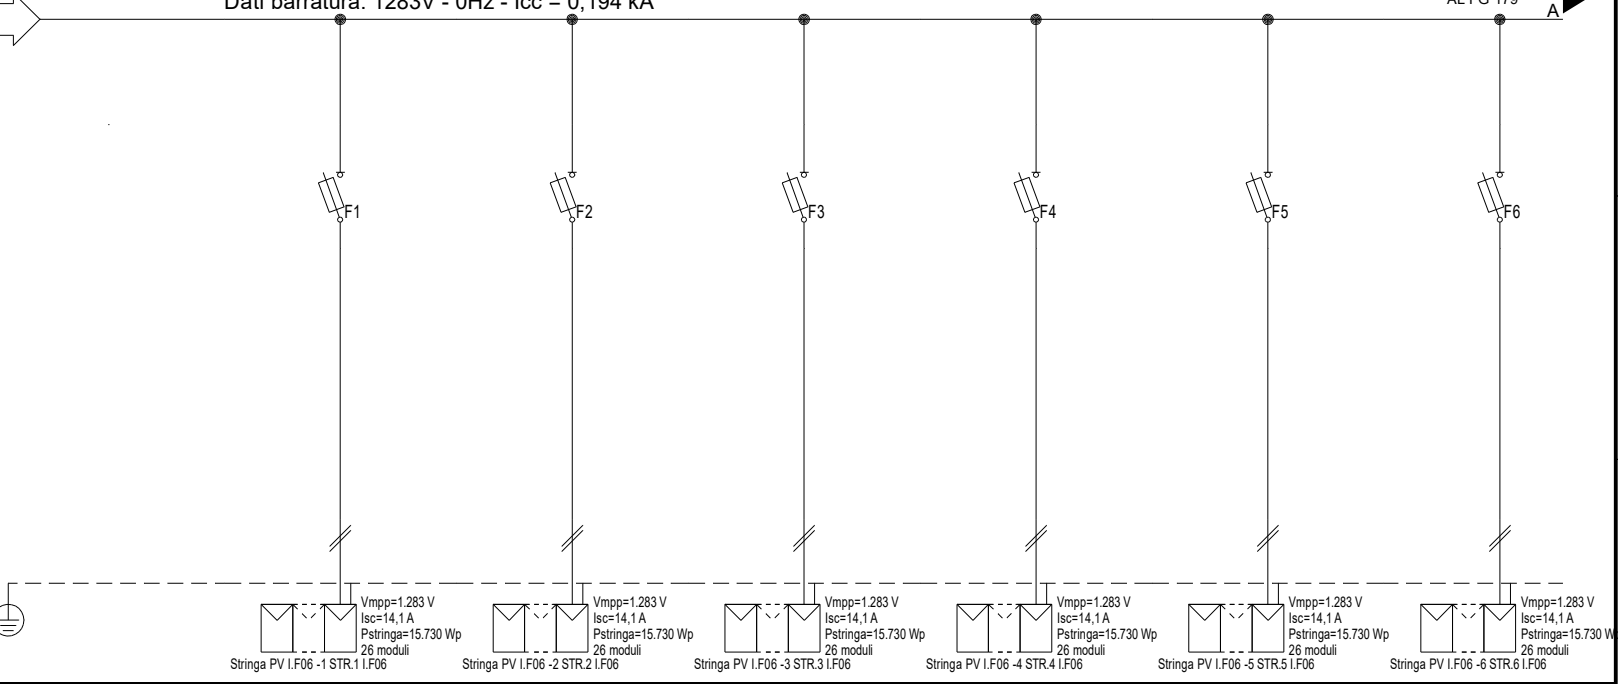 Dati barratura: 1283V - 0Hz - Icc = 0,194 kA
A
F1
F2
F3
F4
F5
F6
Vmpp=1.283 V
Isc=14,1 A
Pstringa=15.730 Wp
26 moduli
Stringa PV I.F06 -1 STR.1 I.F06
Vmpp=1.283 V
Isc=14,1 A
Pstringa=15.730 Wp
26 moduli
Stringa PV I.F06 -2 STR.2 I.F06
Vmpp=1.283 V
Isc=14,1 A
Pstringa=15.730 Wp
26 moduli
Stringa PV I.F06 -3 STR.3 I.F06
Vmpp=1.283 V
Isc=14,1 A
Pstringa=15.730 Wp
26 moduli
Stringa PV I.F06 -4 STR.4 I.F06
Vmpp=1.283 V
Isc=14,1 A
Pstringa=15.730 Wp
26 moduli
Stringa PV I.F06 -5 STR.5 I.F06
Vmpp=1.283 V
Isc=14,1 A
Pstringa=15.730 W
26 moduli
Stringa PV I.F06 -6 STR.6 I.F06